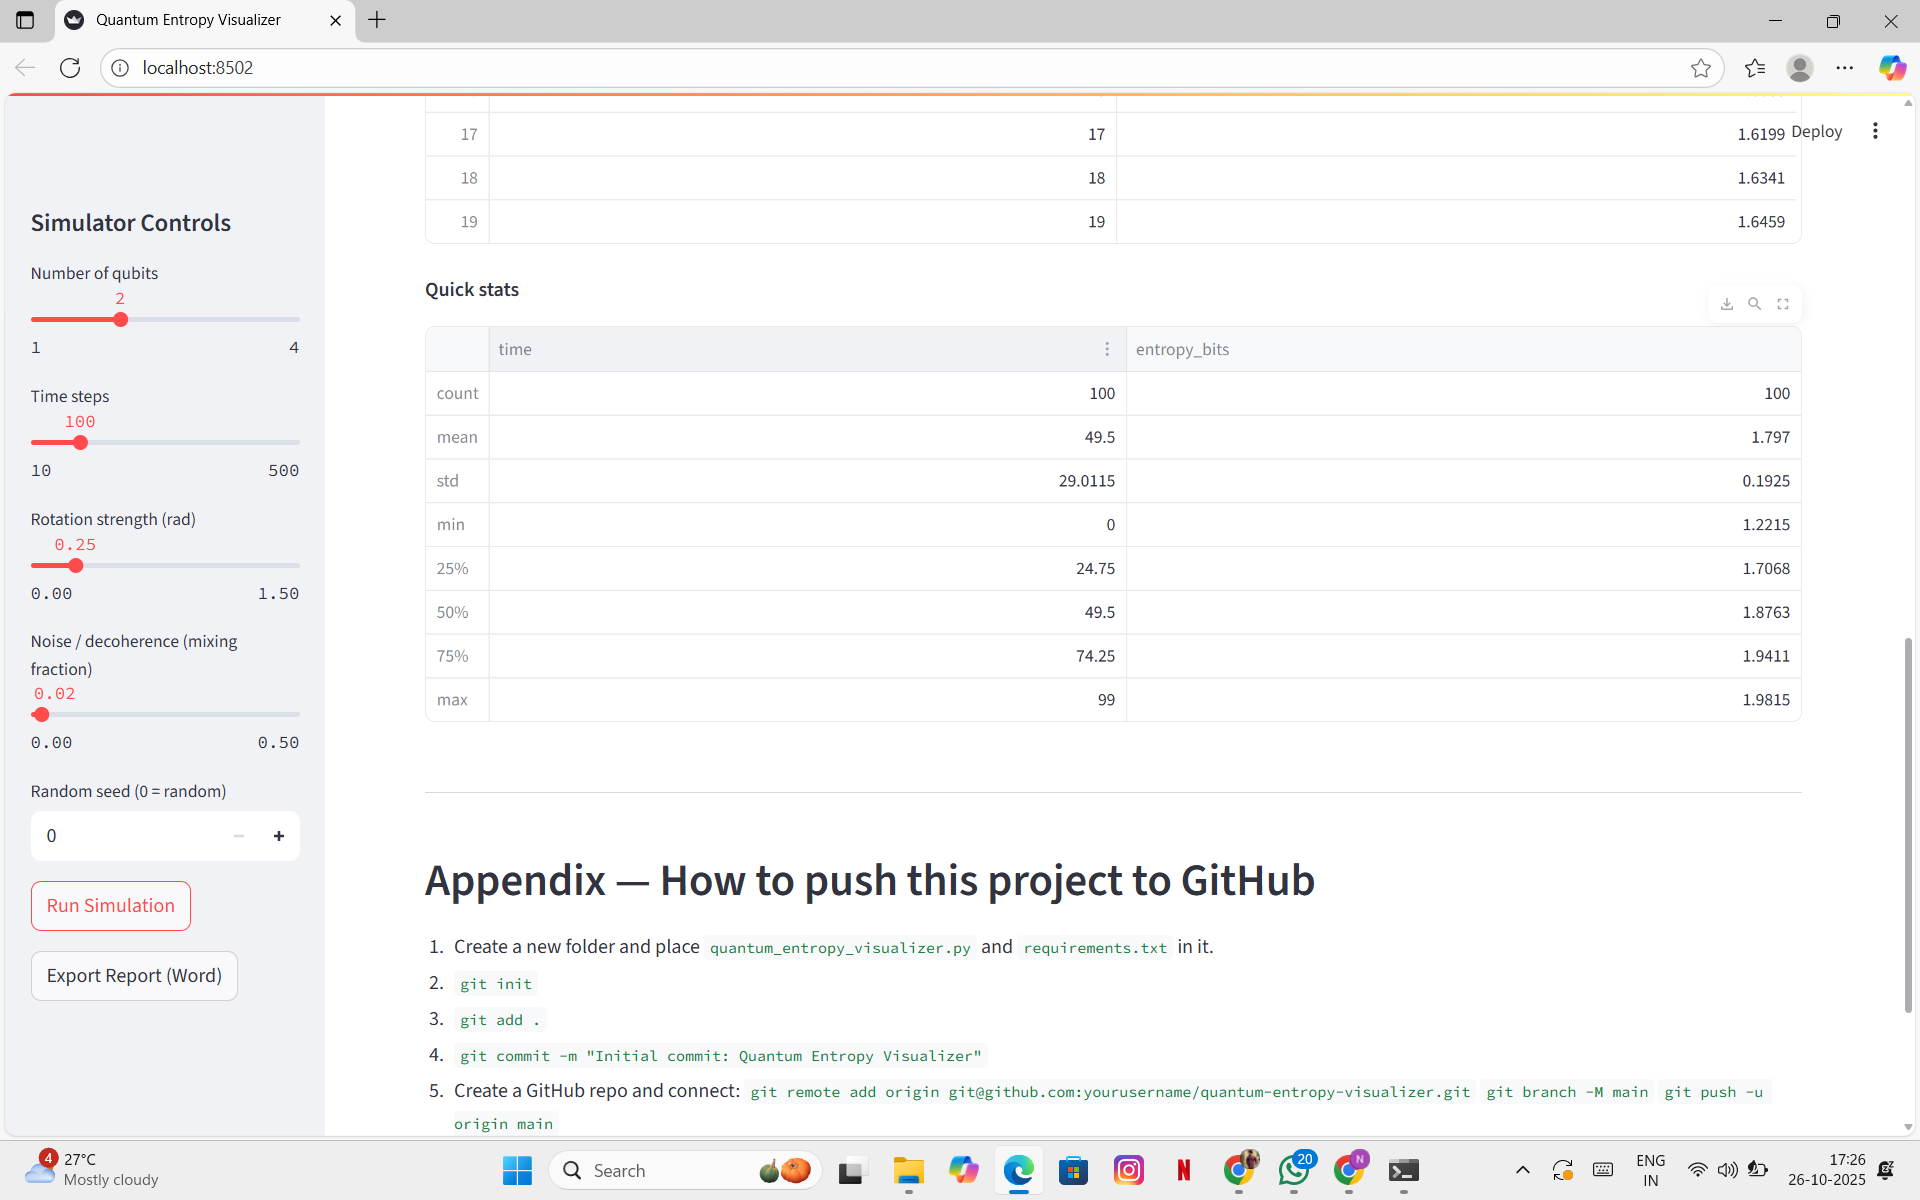 Quantum Entropy Visualizer
localhost:8502
Deploy
Simulator Controls
Number of qubits
2
1 4
Time steps
100
10 500
Rotation strength (rad)
0.25
0.00 1.50
Noise / decoherence (mixing
fraction)
0.02
0.00 0.50
Random seed (0 = random)
0
Run Simulation
Export Report (Word)
17 17 1.6199
18 18 1.6341
19 19 1.6459
Quick stats
time entropy_bits
count 100 100
mean 49.5 1.797
std 29.0115 0.1925
min 0 1.2215
25% 24.75 1.7068
50% 49.5 1.8763
75% 74.25 1.9411
max 99 1.9815
Appendix — How to push this project to GitHub
1. Create a new folder and place quantum_entropy_visualizer.py and requirements.txt in it.
2. git init
3. git add .
4. git commit -m "Initial commit: Quantum Entropy Visualizer"
5. Create a GitHub repo and connect: git remote add origin git@github.com:yourusername/quantum-entropy-visualizer.git git branch -M main git push -u
origin main
4
27°C
Mostly cloudy
Search
N
20
N
ENG
IN
17:26
26-10-2025